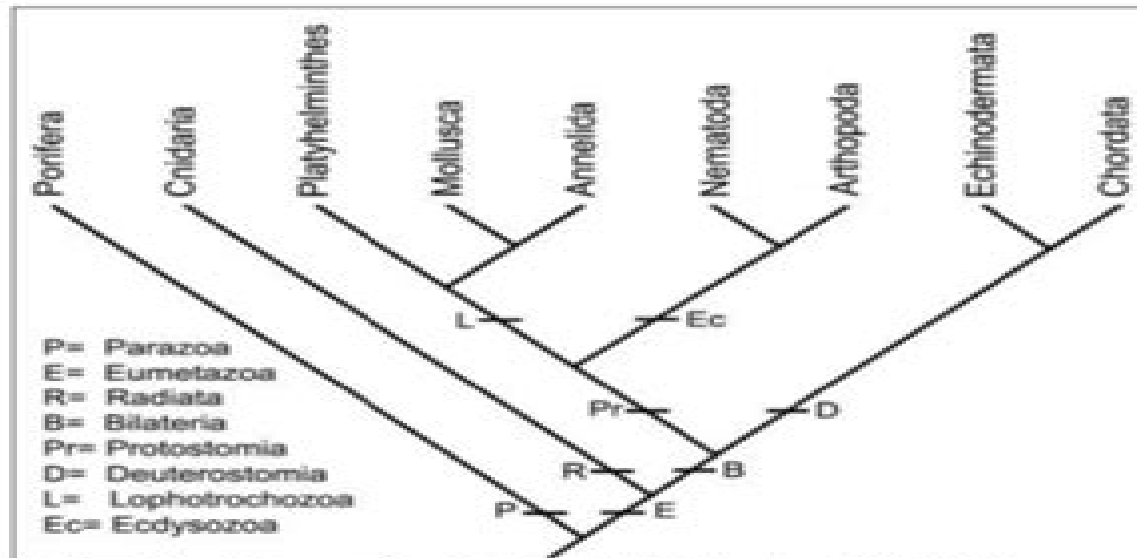 Porifera
Cnidaria
Platyhelminthes
Mollusca
Annelida
Nematoda
Arthopoda
Echinodermata
Chordata
L
Ec
P= Parazoa
E= Eumetazoa
R= Radiata
B= Bilateria
Pr= Protostomia
D= Deuterostomia
L= Lophotrochozoa
Ec= Ecdysozoa
Pr
D
R
B
P
E